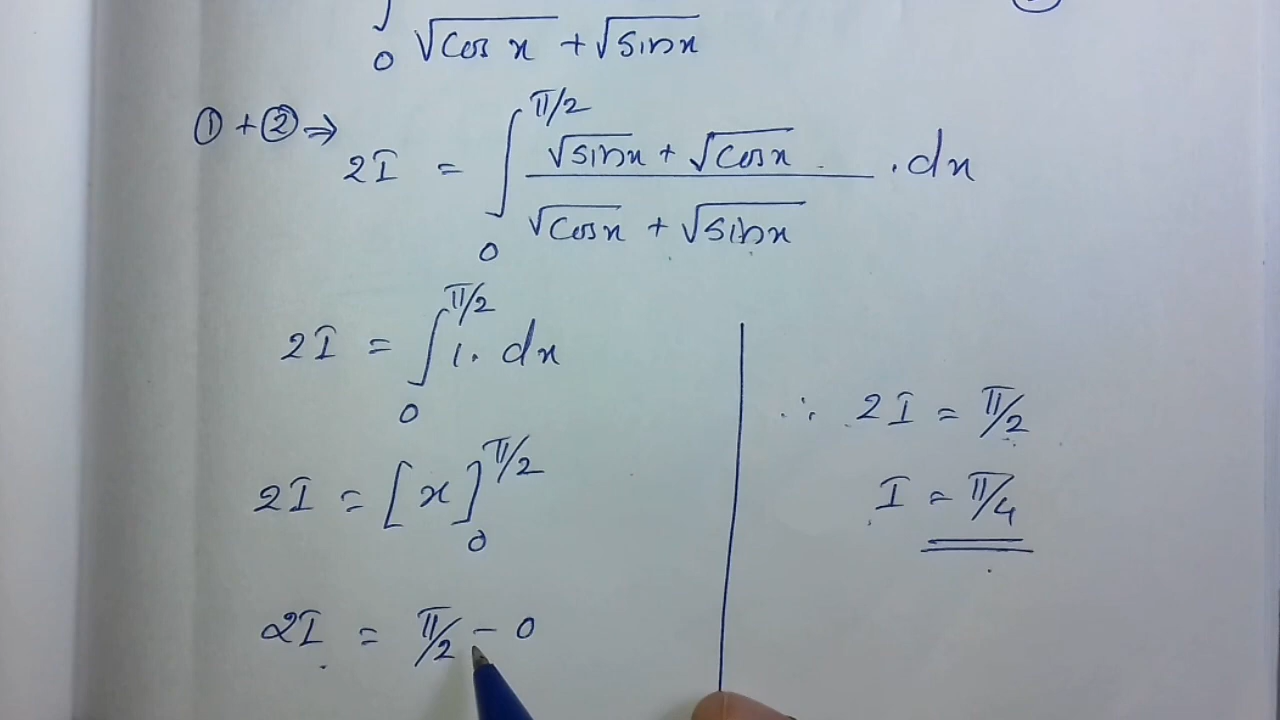 ∫₀ √cos x + √sinx
① + ② ⇒
2I = ∫₀^π/2 (√sinx + √cosx) / (√cosx + √sinx) . dx
2I = ∫₀^π/2 1. dx
2I = [x]₀^π/2
2I = π/2 - 0
∴ 2I = π/2
I = π/4